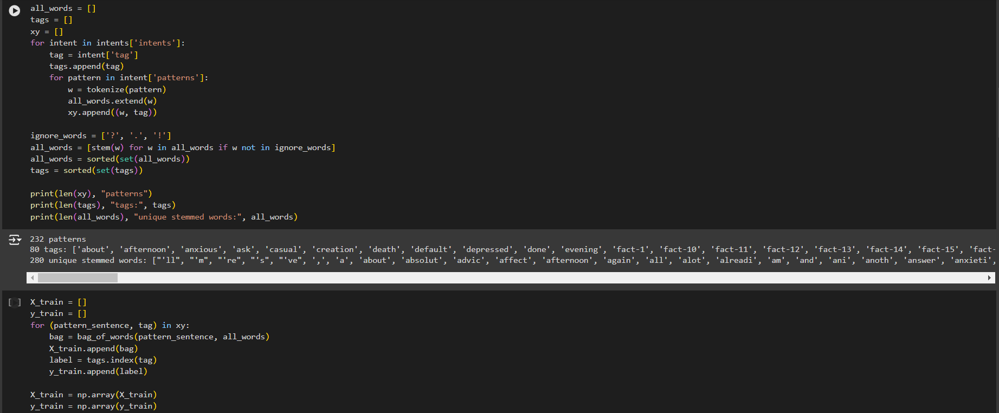 all_words = []
tags = []
xy = []
for intent in intents['intents']:
    tag = intent['tag']
    tags.append(tag)
    for pattern in intent['patterns']:
        w = tokenize(pattern)
        all_words.extend(w)
        xy.append((w, tag))

ignore_words = ['?', '.', '!']
all_words = [stem(w) for w in all_words if w not in ignore_words]
all_words = sorted(set(all_words))
tags = sorted(set(tags))

print(len(xy), "patterns")
print(len(tags), "tags:", tags)
print(len(all_words), "unique stemmed words:", all_words)
232 patterns
80 tags: ['about', 'afternoon', 'anxious', 'ask', 'casual', 'creation', 'death', 'default', 'depressed', 'done', 'evening', 'fact-1', 'fact-10', 'fact-11', 'fact-12', 'fact-13', 'fact-14', 'fact-15', 'fact-
280 unique stemmed words: ["'ll", "'m", "'re", "'s", "'ve", ',', 'a', 'about', 'absolut', 'advic', 'affect', 'afternoon', 'again', 'all', 'alot', 'alreadi', 'am', 'and', 'ani', 'anoth', 'answer', 'anxieti',
[ ] X_train = []
y_train = []
for (pattern_sentence, tag) in xy:
    bag = bag_of_words(pattern_sentence, all_words)
    X_train.append(bag)
    label = tags.index(tag)
    y_train.append(label)

X_train = np.array(X_train)
y_train = np.array(y_train)